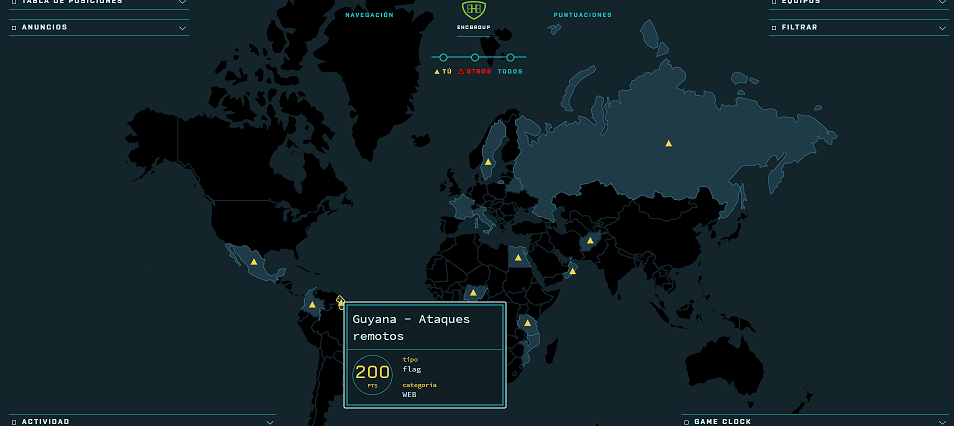 TABLA DE POSICIONES
EQUIPOS
NAVEGACIÓN
PUNTUACIONES
EHCGROUP
ANUNCIOS
FILTRAR
TÚ OTROS TODOS
Guyana - Ataques
remotos
200
PTS
tipo
flag
categoria
WEB
ACTIVIDAD
GAME CLOCK